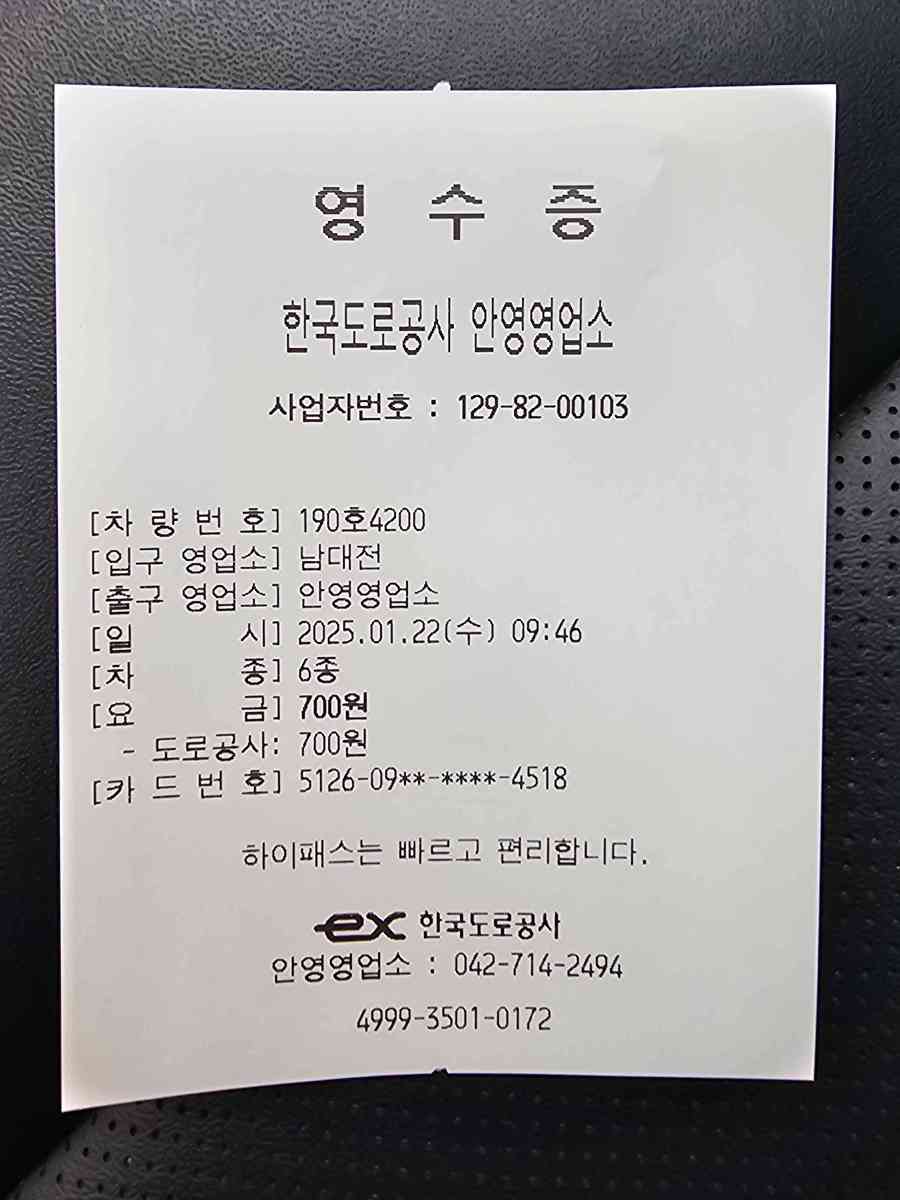 영 수 증
한국도로공사 안영영업소
사업자번호 : 129-82-00103
[차 량 번 호] 190호4200
[입구 영업소] 남대전
[출구 영업소] 안영영업소
[일 시] 2025.01.22(수) 09:46
[차 종] 6종
[요 금] 700원
- 도로공사: 700원
[카 드 번 호] 5126-09**-****-4518
하이패스는 빠르고 편리합니다.
ex 한국도로공사
안영영업소 : 042-714-2494
4999-3501-0172